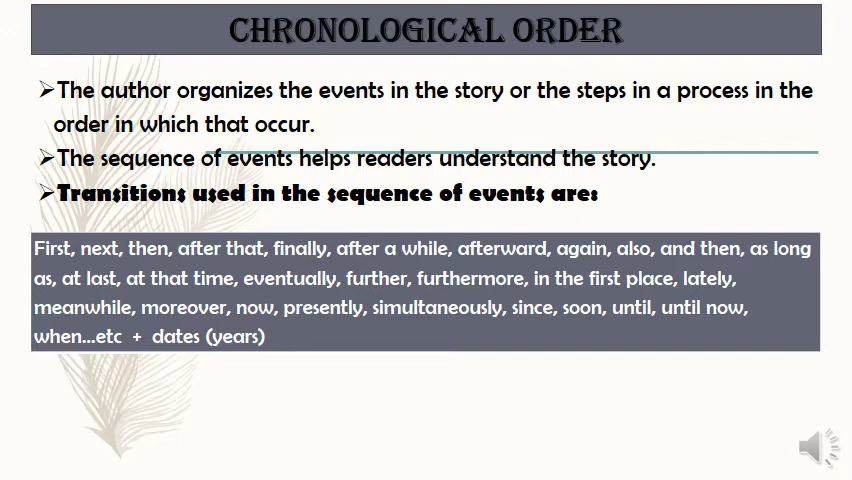 CHRONOLOGICAL ORDER
➢The author organizes the events in the story or the steps in a process in the
order in which that occur.
➢The sequence of events helps readers understand the story.
➢Transitions used in the sequence of events are:
First, next, then, after that, finally, after a while, afterward, again, also, and then, as long
as, at last, at that time, eventually, further, furthermore, in the first place, lately,
meanwhile, moreover, now, presently, simultaneously, since, soon, until, until now,
when...etc + dates (years)